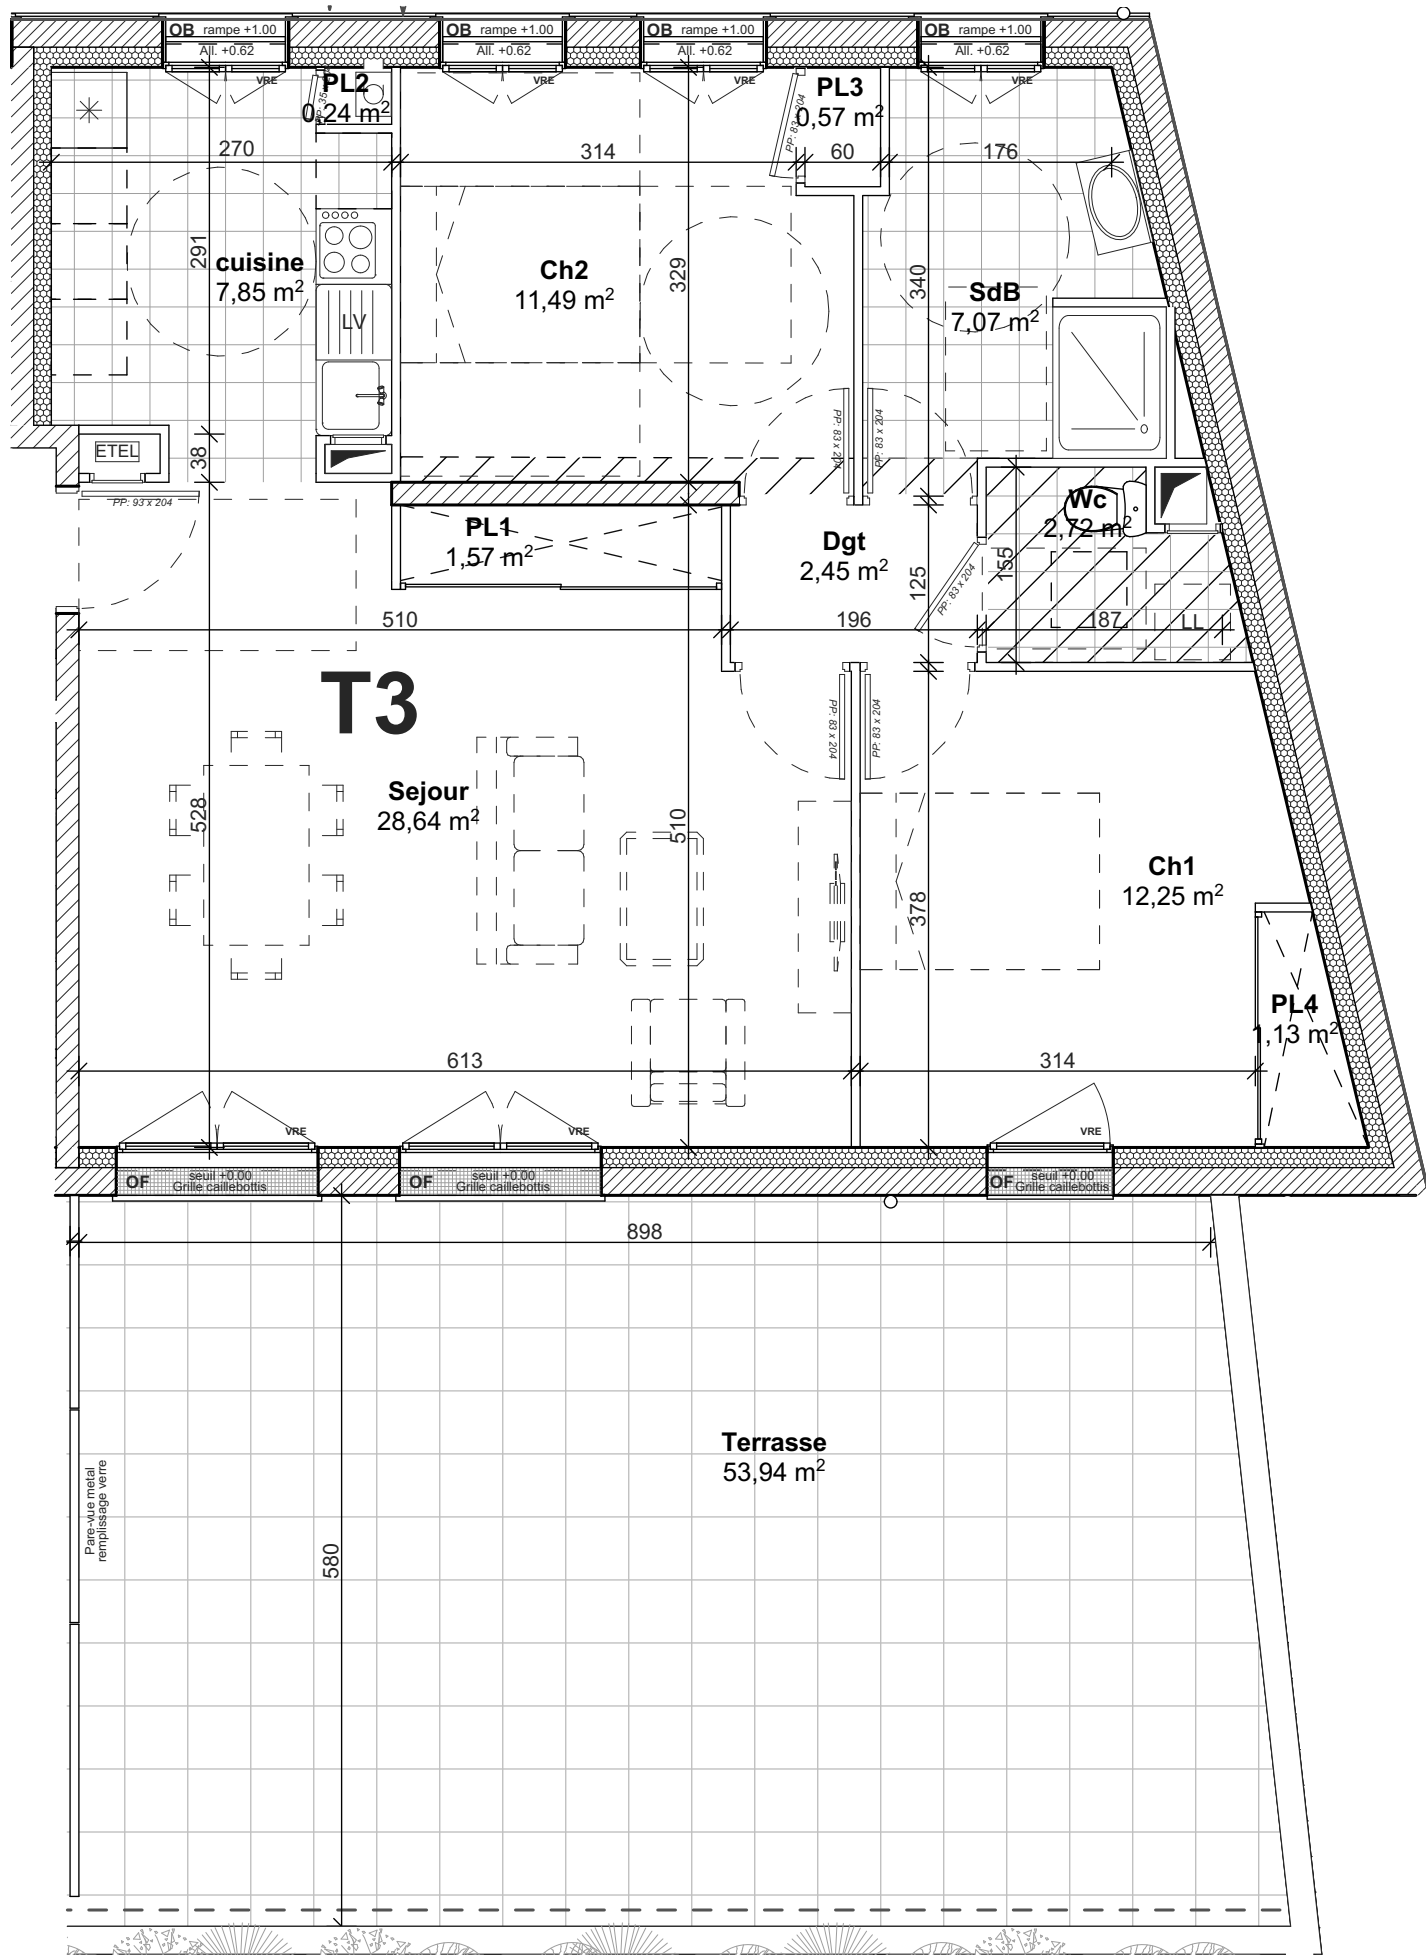 OB rampe +1.00
All. +0.62
VRE
OB rampe +1.00
All. +0.62
VRE
OB rampe +1.00
All. +0.62
VRE
OB rampe +1.00
All. +0.62
VRE
PL2
0,24 m²
PL3
0,57 m²
PP: 83 x 204
270
314
60
176
291
cuisine
7,85 m²
Ch2
11,49 m²
329
340
SdB
7,07 m²
LV
ETEL
38
PP: 93 x 204
PP: 83 x 204
PP: 83 x 204
PL1
1,57 m²
Dgt
2,45 m²
Wc
2,72 m²
125
155
PP: 83 x 204
510
196
187
LL
T3
PP: 83 x 204
PP: 83 x 204
Sejour
28,64 m²
528
510
378
Ch1
12,25 m²
PL4
1,13 m²
613
314
VRE
VRE
VRE
OF
seuil +0.00
Grille caillebottis
OF
seuil +0.00
Grille caillebottis
OF
seuil +0.00
Grille caillebottis
898
Terrasse
53,94 m²
Pare-vue metal
remplissage verre
580